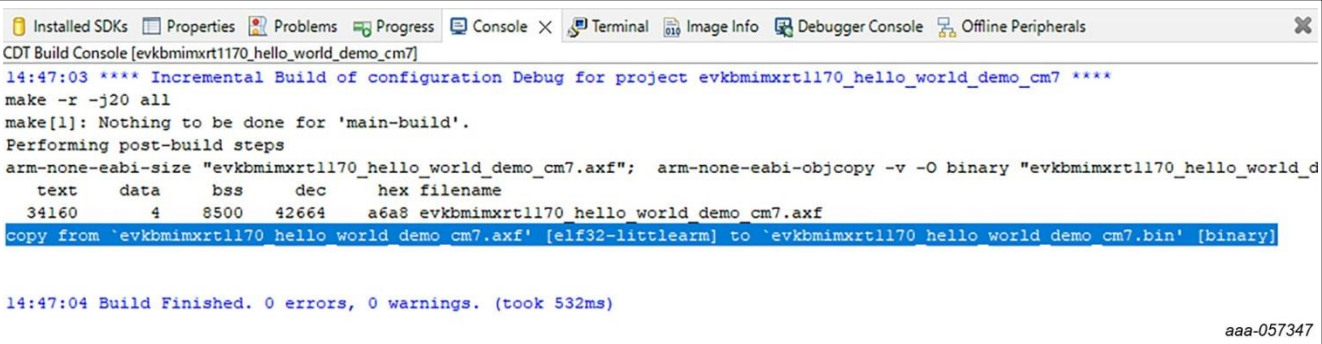 Installed SDKs Properties Problems Progress Console Terminal Image Info Debugger Console Offline Peripherals
CDT Build Console [evkbmimxrt1170_hello_world_demo_cm7]
14:47:03 **** Incremental Build of configuration Debug for project evkbmimxrt1170_hello_world_demo_cm7 ****
make -r -j20 all
make[1]: Nothing to be done for 'main-build'.
Performing post-build steps
arm-none-eabi-size "evkbmimxrt1170_hello_world_demo_cm7.axf"; arm-none-eabi-objcopy -v -O binary "evkbmimxrt1170_hello_world_d
text data bss dec hex filename
34160 4 8500 42664 a6a8 evkbmimxrt1170_hello_world_demo_cm7.axf
copy from `evkbmimxrt1170_hello_world_demo_cm7.axf' [elf32-littlearm] to `evkbmimxrt1170_hello_world_demo_cm7.bin' [binary]
14:47:04 Build Finished. 0 errors, 0 warnings. (took 532ms)
aaa-057347